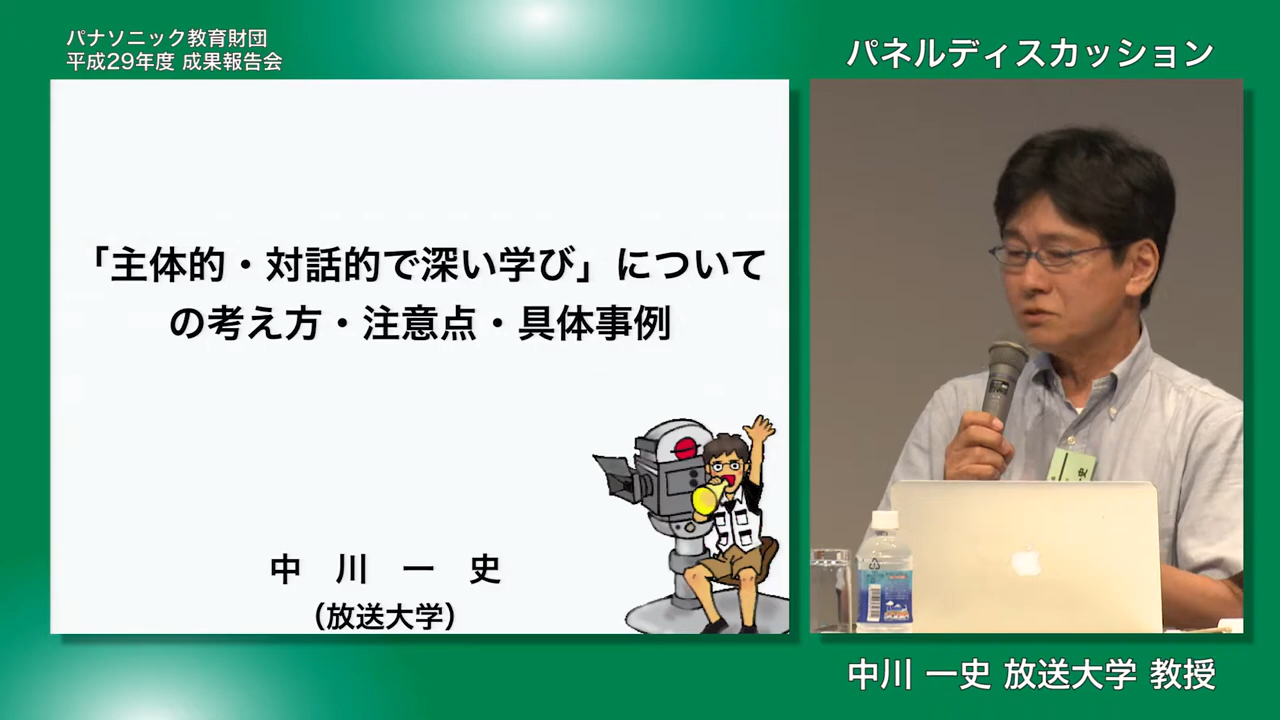 パナソニック教育財団
平成29年度 成果報告会
パネルディスカッション
「主体的・対話的で深い学び」について
の考え方・注意点・具体事例
中 川 一 史
(放送大学)
中川 一史 放送大学 教授